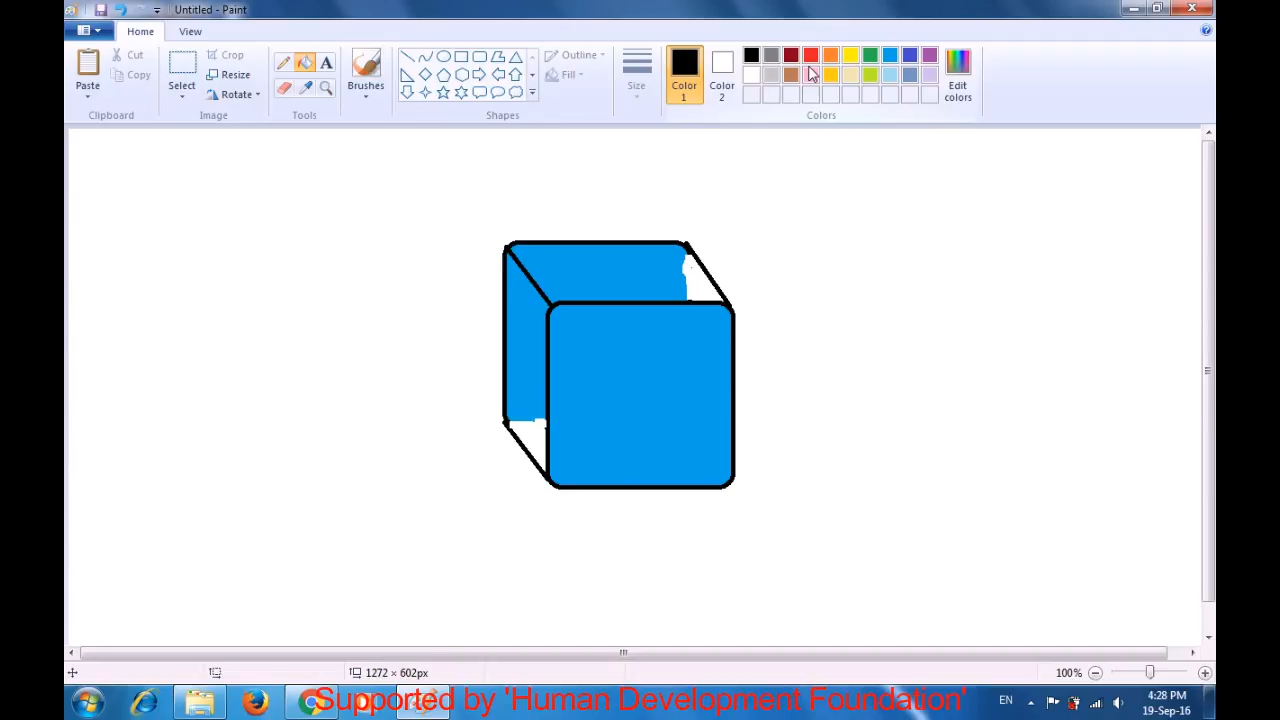 Untitled - Paint
Home View
Paste
Cut
Copy
Clipboard
Select
Crop
Resize
Rotate
Image
A
Tools
Brushes
Outline
Fill
Shapes
Size
Color
1
Color
2
Edit
colors
Colors
1272 × 602px
100%
EN
4:28 PM
19-Sep-16
Supported by 'Human Development Foundation'